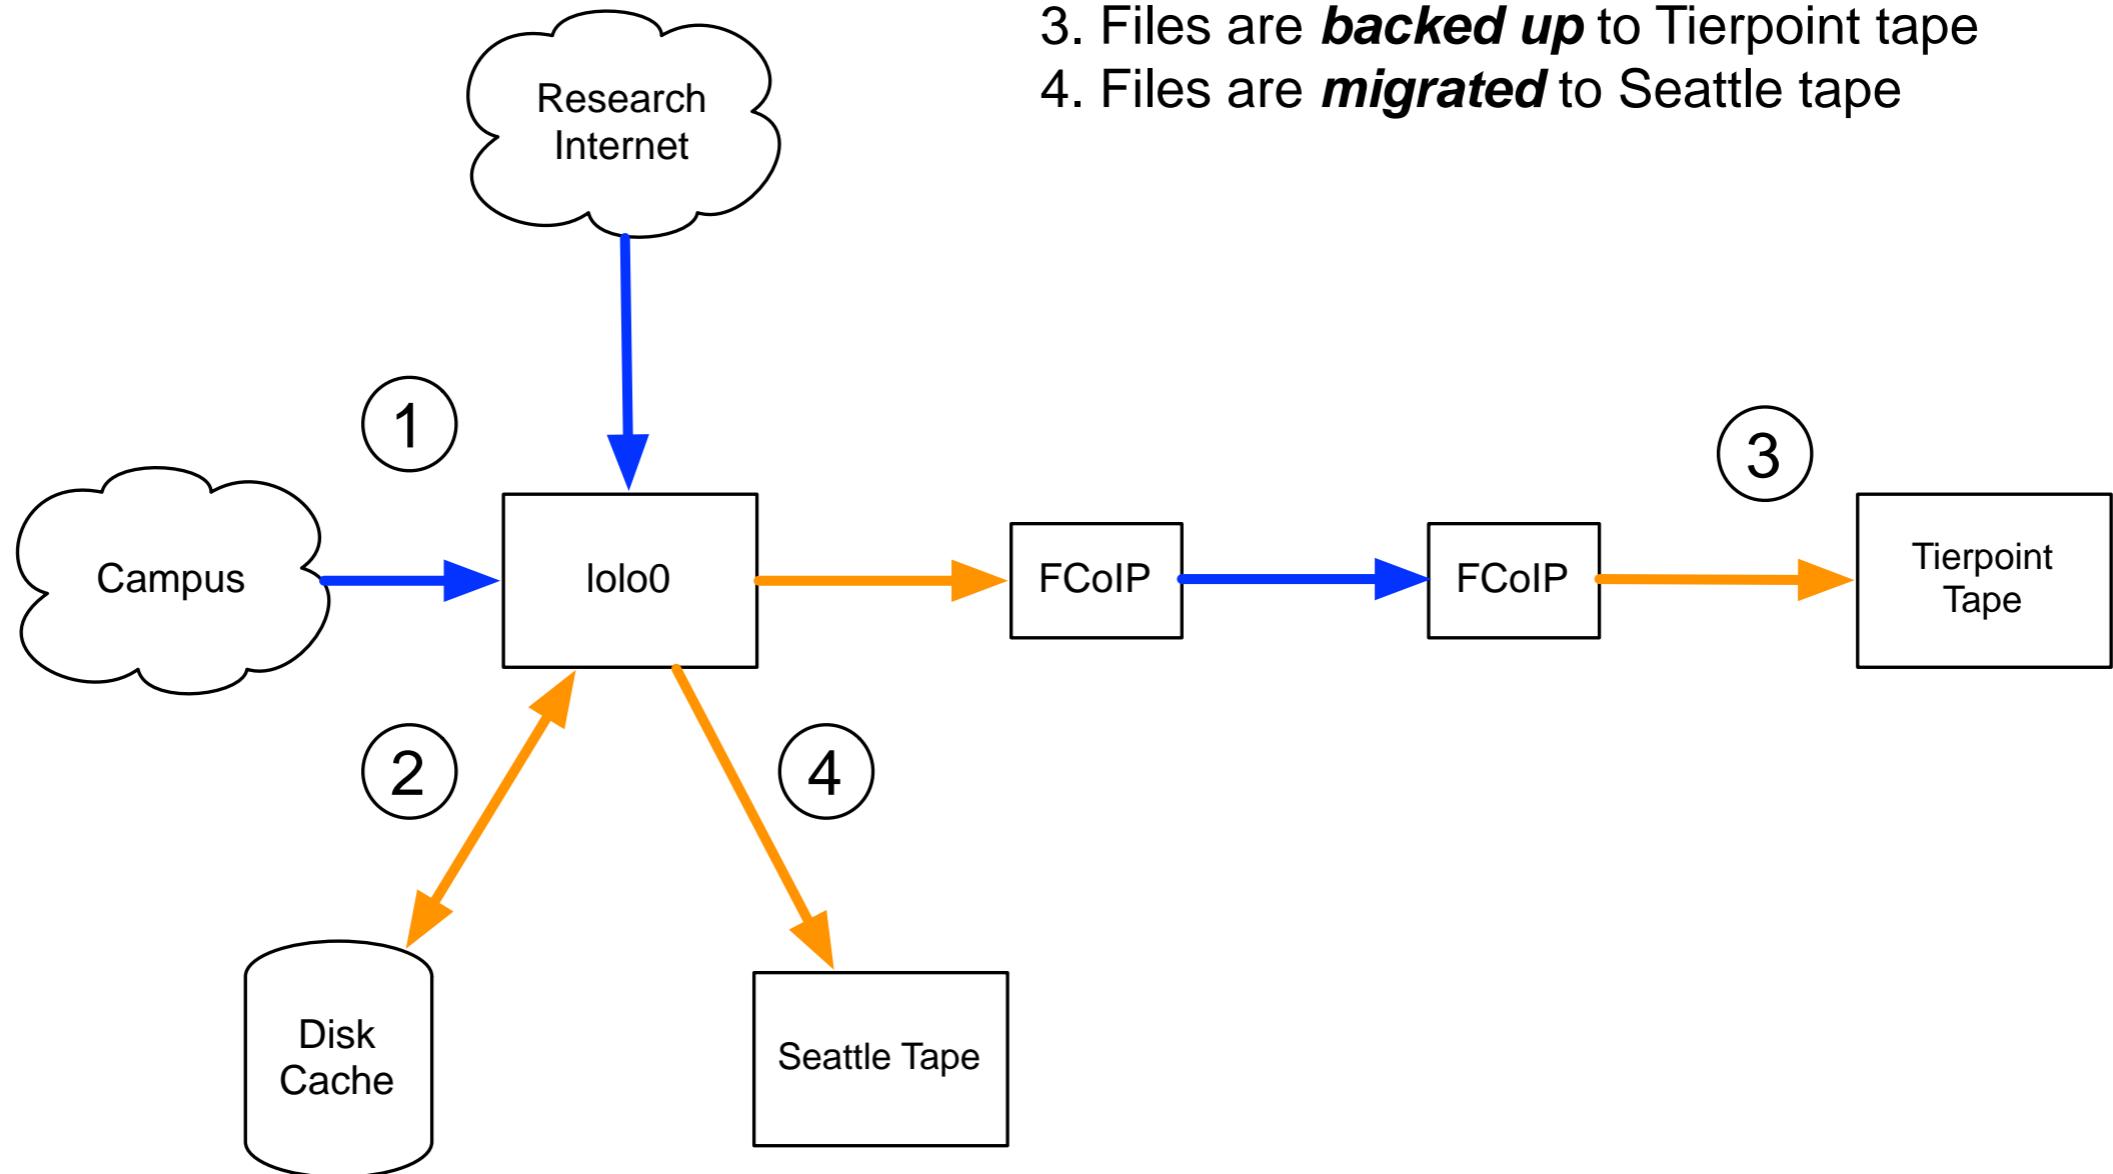 3. Files are backed up to Tierpoint tape
4. Files are migrated to Seattle tape
Research
Internet
1
3
Campus
lolo0
FCoIP
FCoIP
Tierpoint
Tape
2
4
Disk
Cache
Seattle Tape